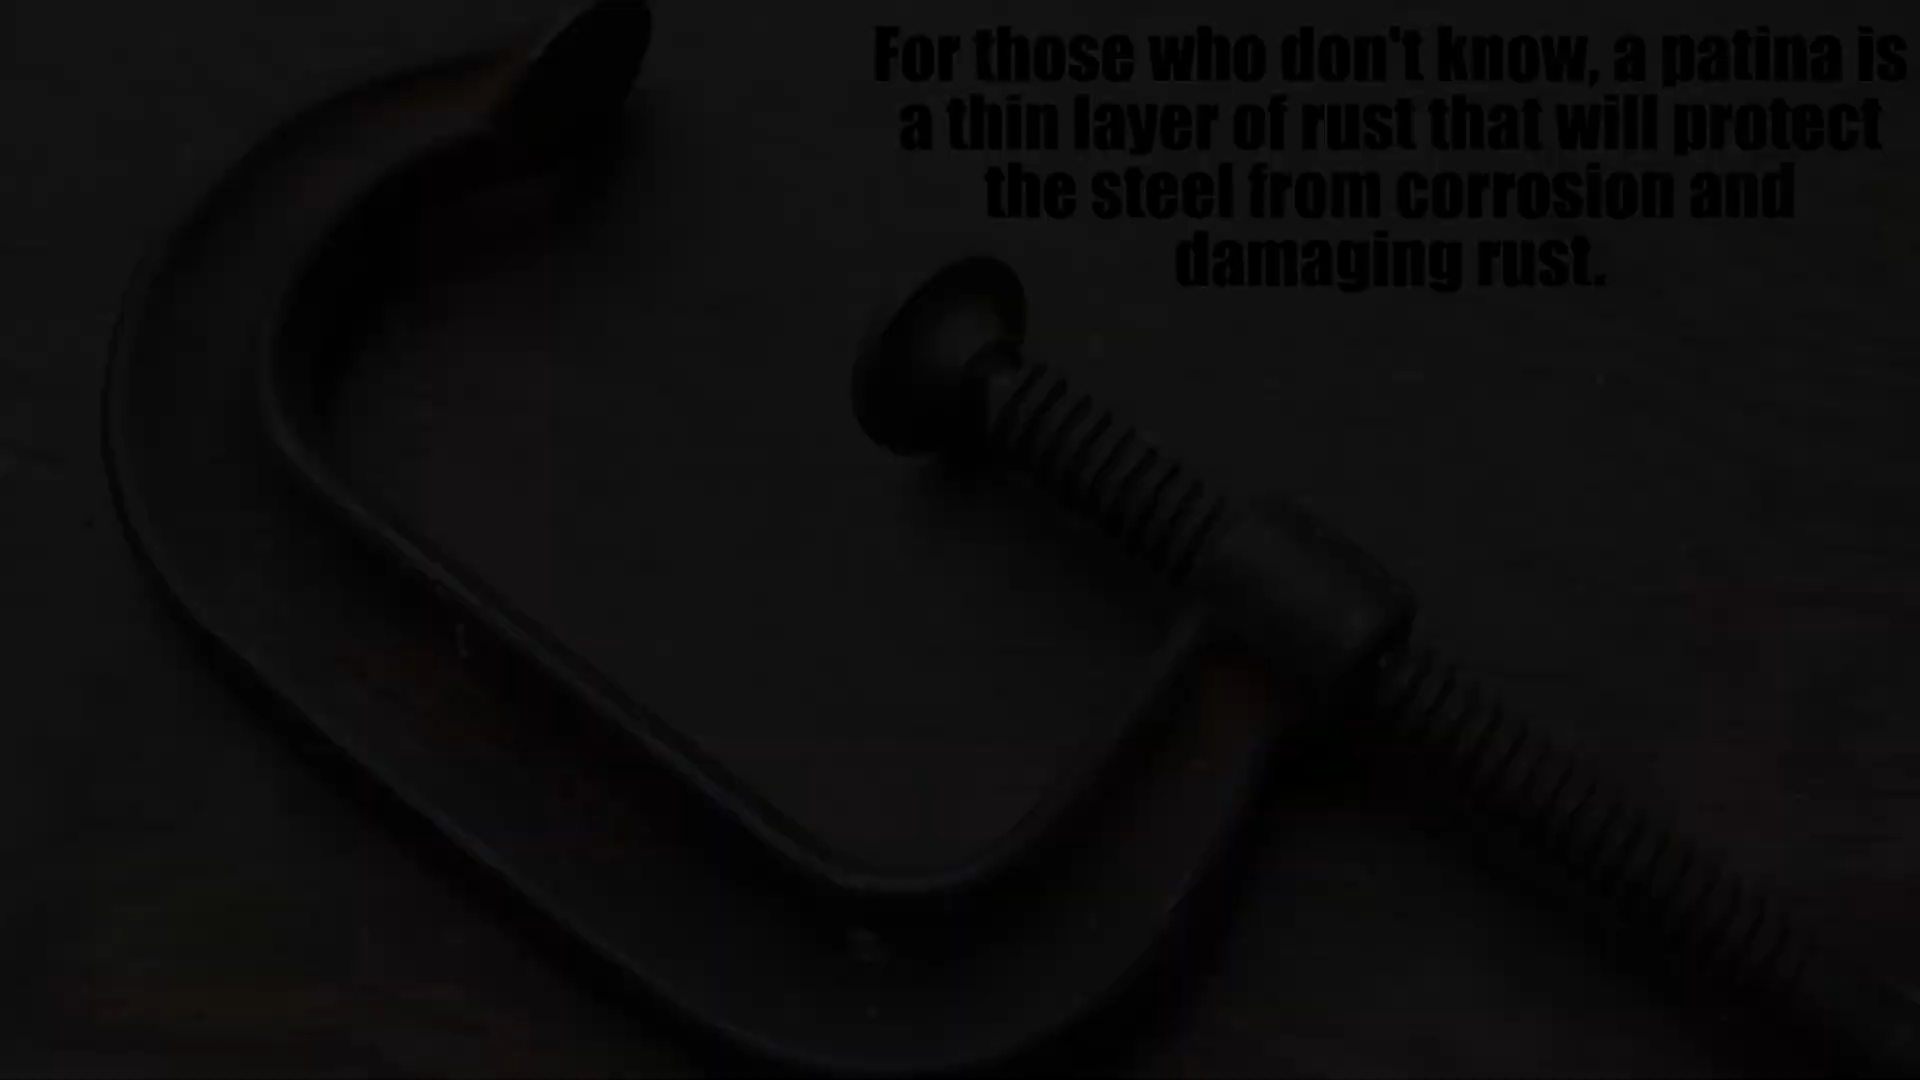 For those who don't know, a patina is
a thin layer of rust that will protect
the steel from corrosion and
damaging rust.